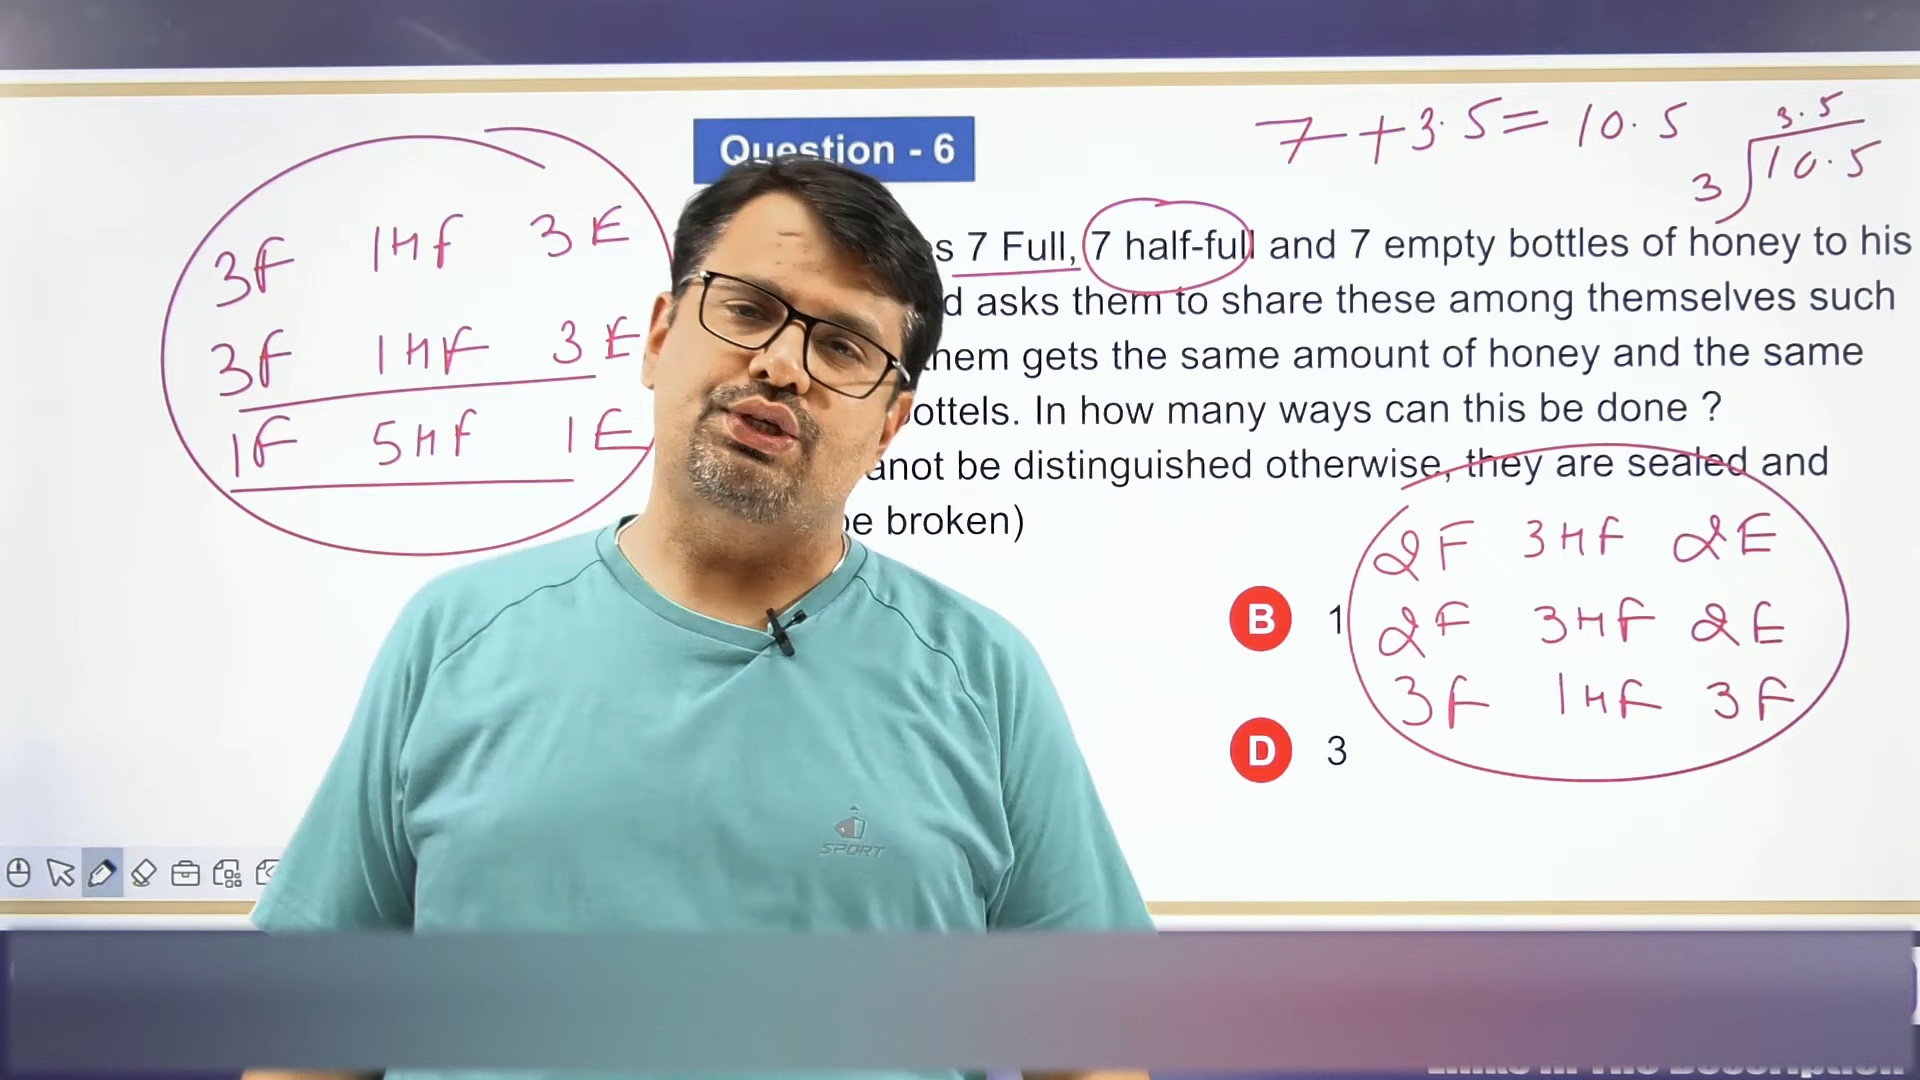 7 + 3.5 = 10.5
3.5
3 10.5
Question - 6
s 7 Full, 7 half-full and 7 empty bottles of honey to his
d asks them to share these among themselves such
hem gets the same amount of honey and the same
ottels. In how many ways can this be done ?
anot be distinguished otherwise, they are sealed and
be broken)
3F 1HF 3E
3F 1HF 3E
1F 5HF 1E
2F 3HF 2E
2F 3HF 2E
3F 1HF 3F
B 1
D 3
SPORT